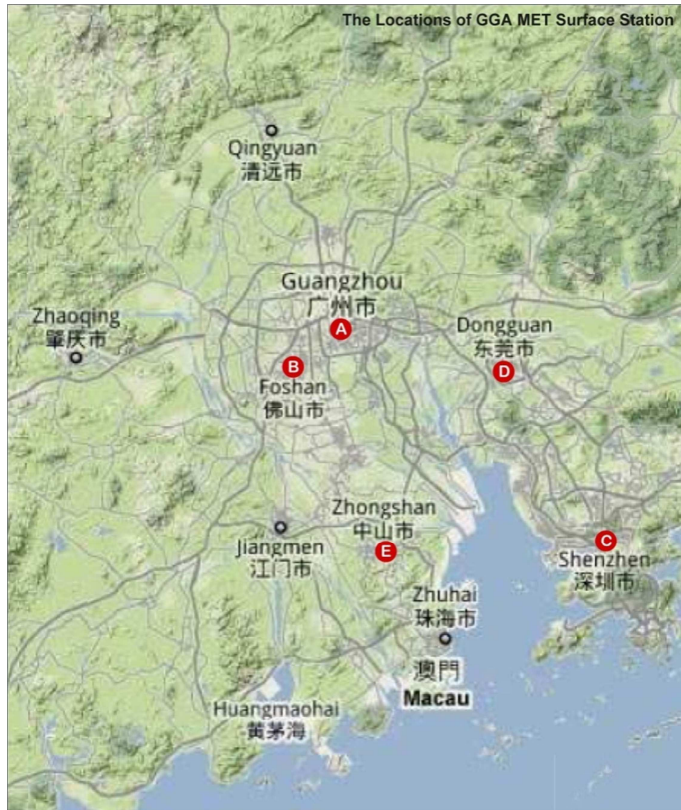 The Locations of GGA MET Surface Station
Qingyuan
清远市
Guangzhou
广州市
A
Zhaoqing
肇庆市
Dongguan
东莞市
B
D
Foshan
佛山市
Zhongshan
中山市
E
Jiangmen
江门市
C
Shenzhen
深圳市
Zhuhai
珠海市
澳門
Macau
Huangmaohai
黄茅海